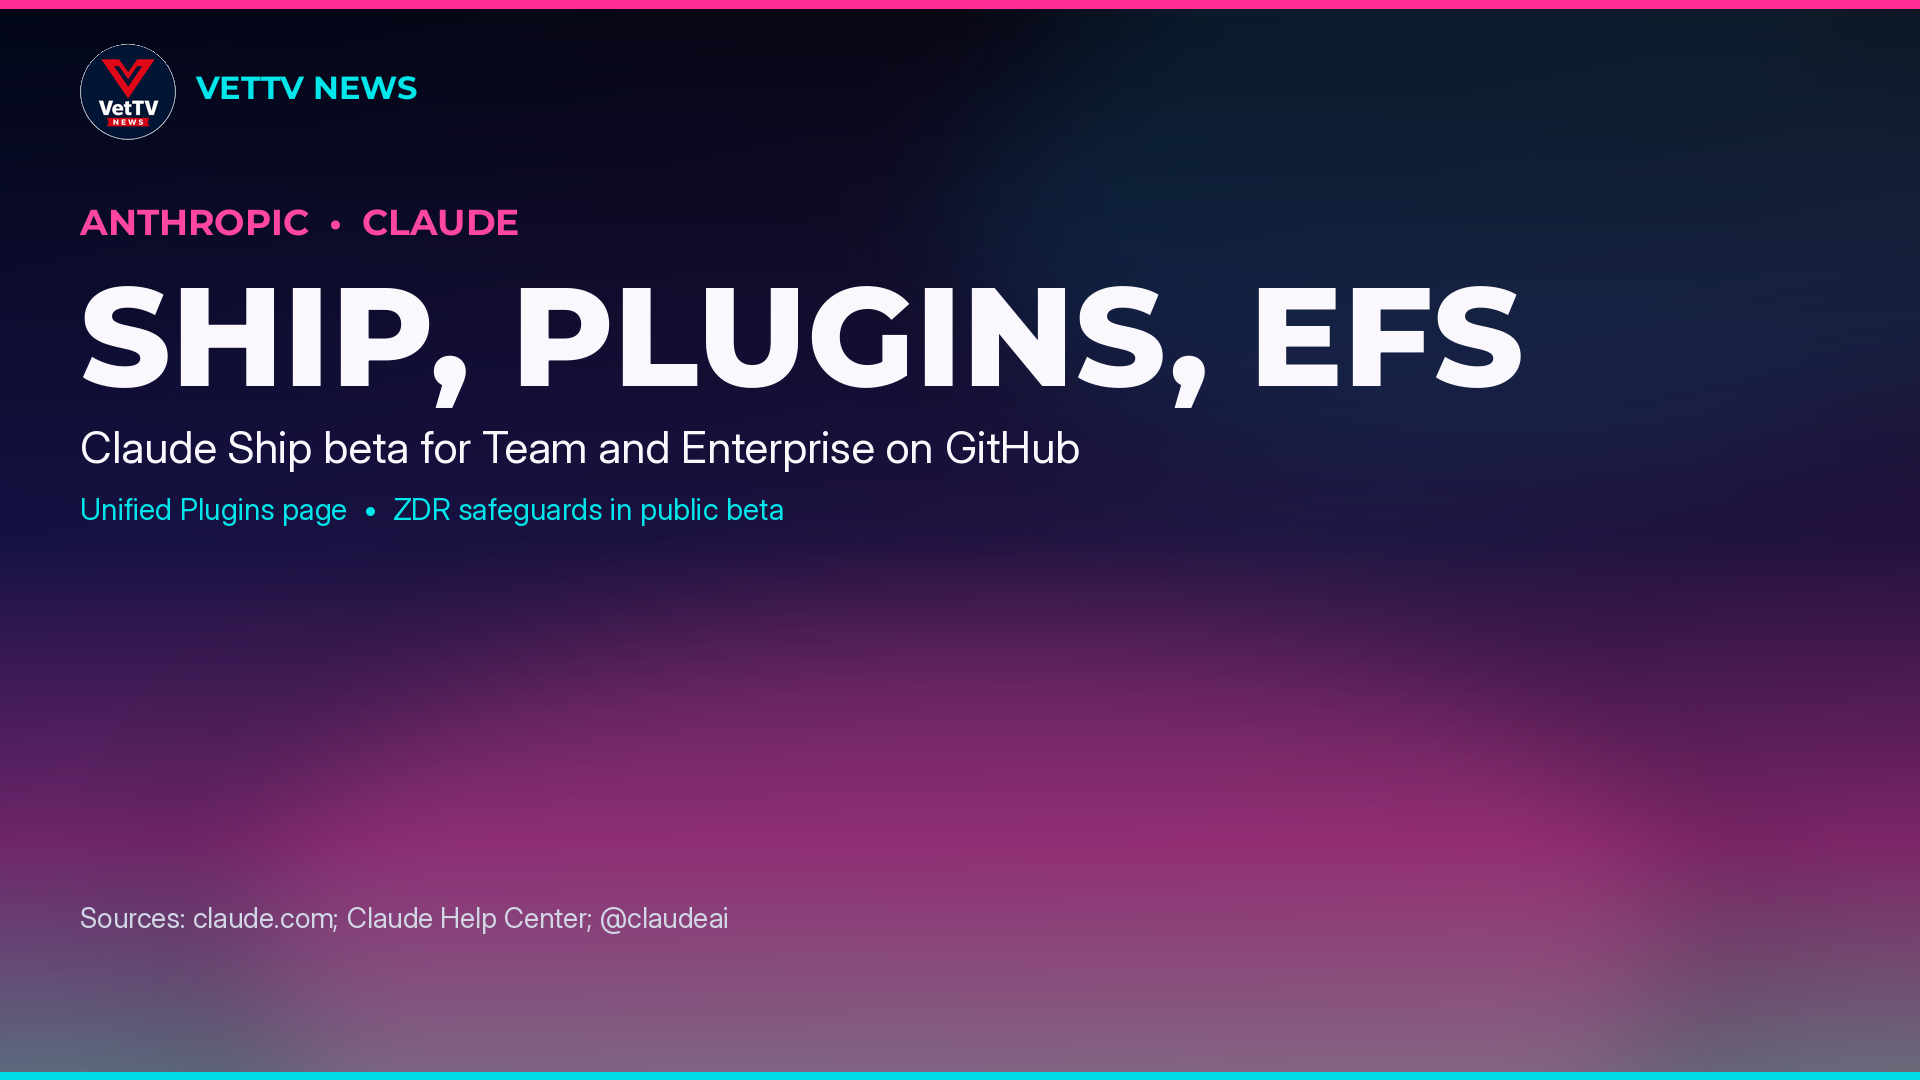 VetTV
NEWS
VETTV NEWS
ANTHROPIC • CLAUDE
SHIP, PLUGINS, EFS
Claude Ship beta for Team and Enterprise on GitHub
Unified Plugins page • ZDR safeguards in public beta
Sources: claude.com; Claude Help Center; @claudeai